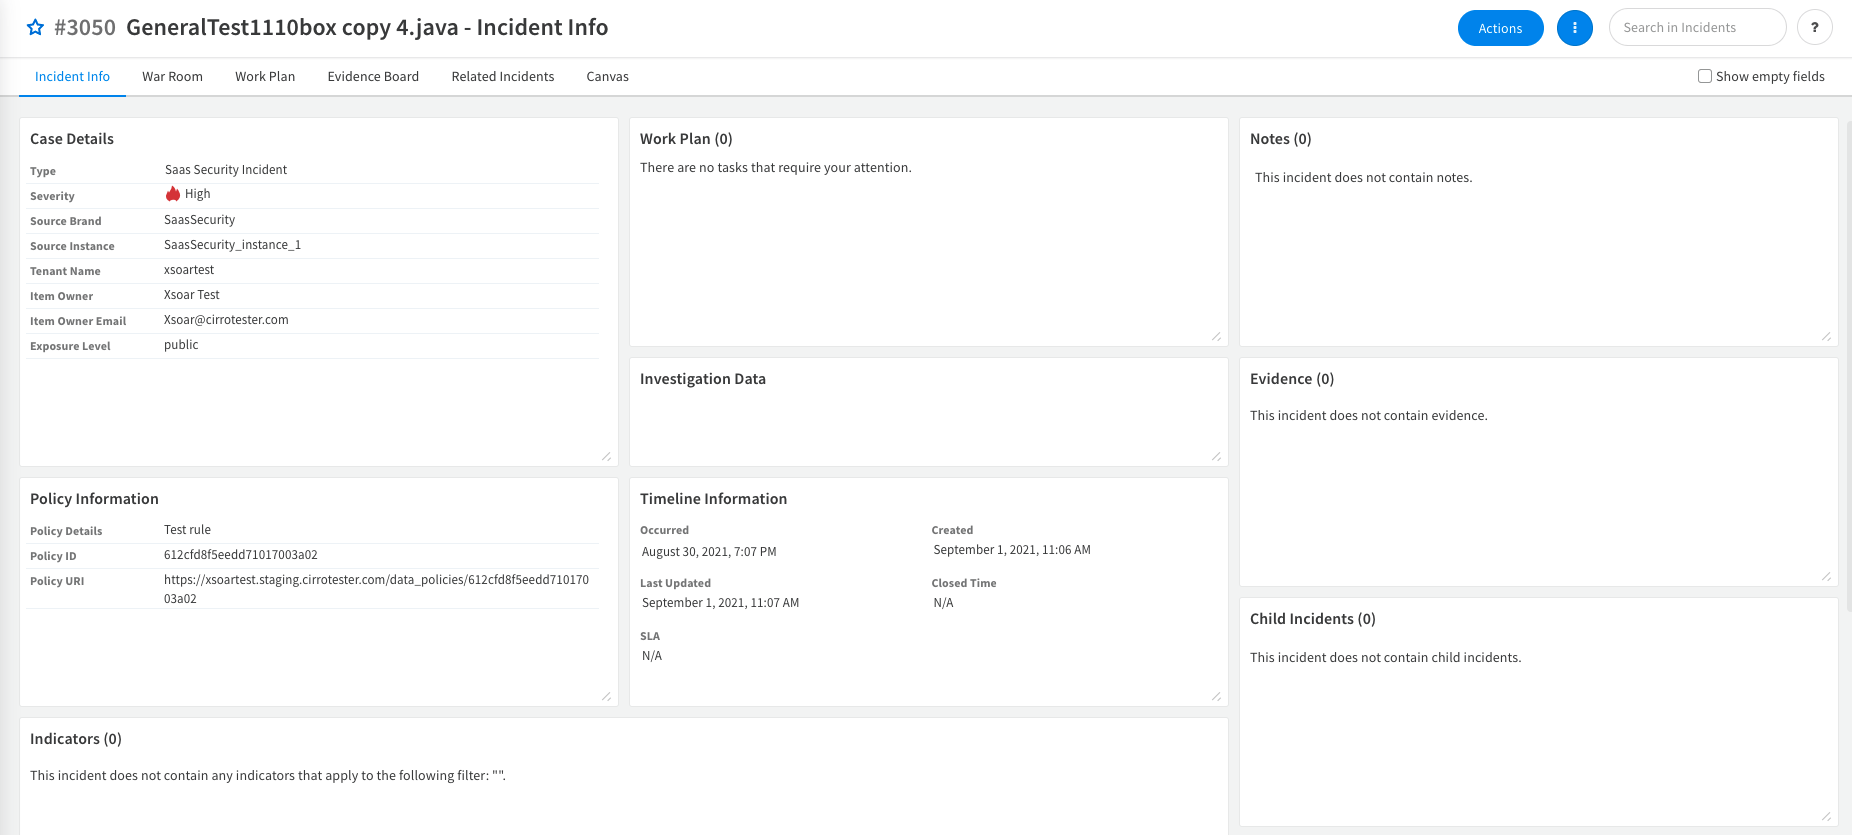 #3050 GeneralTest1110box copy 4.java - Incident Info
Actions
Search in Incidents
?
Incident Info
War Room
Work Plan
Evidence Board
Related Incidents
Canvas
Show empty fields
Case Details
Type Saas Security Incident
Severity High
Source Brand SaasSecurity
Source Instance SaasSecurity_instance_1
Tenant Name xsoartest
Item Owner Xsoar Test
Item Owner Email Xsoar@cirrotester.com
Exposure Level public
Work Plan (0)
There are no tasks that require your attention.
Notes (0)
This incident does not contain notes.
Investigation Data
Evidence (0)
This incident does not contain evidence.
Policy Information
Policy Details Test rule
Policy ID 612cfd8f5eedd71017003a02
Policy URI https://xsoartest.staging.cirrotester.com/data_policies/612cfd8f5eedd710170
03a02
Timeline Information
Occurred
August 30, 2021, 7:07 PM
Created
September 1, 2021, 11:06 AM
Last Updated
September 1, 2021, 11:07 AM
Closed Time
N/A
SLA
N/A
Child Incidents (0)
This incident does not contain child incidents.
Indicators (0)
This incident does not contain any indicators that apply to the following filter: "".